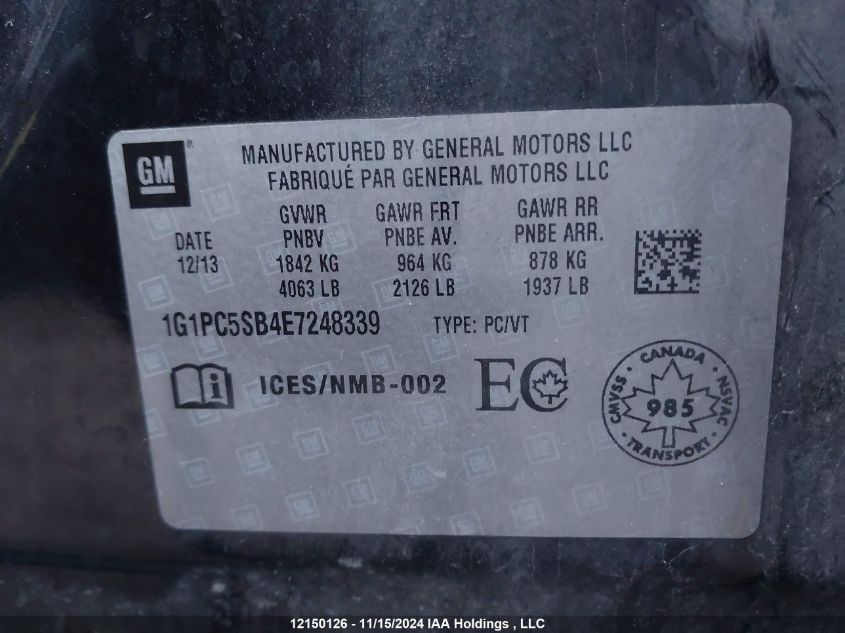 GM
MANUFACTURED BY GENERAL MOTORS LLC
FABRIQUÉ PAR GENERAL MOTORS LLC
GVWR GAWR FRT GAWR RR
DATE PNBV PNBE AV. PNBE ARR.
12/13 1842 KG 964 KG 878 KG
4063 LB 2126 LB 1937 LB
1G1PC5SB4E7248339 TYPE: PC/VT
i ICES/NMB-002 EC
CMVSS • CANADA • NSVAC
985
• TRANSPORT •
12150126 - 11/15/2024 IAA Holdings , LLC